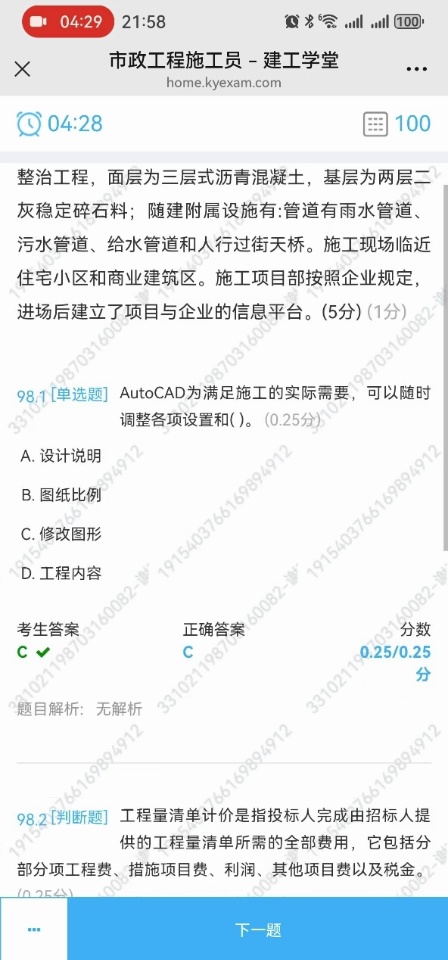 04:29 21:58 6 100
市政工程施工员 – 建工学堂
home.kyexam.com
04:28 100
整治工程，面层为三层式沥青混凝土，基层为两层二
灰稳定碎石料；随建附属设施有:管道有雨水管道、
污水管道、给水管道和人行过街天桥。施工现场临近
住宅小区和商业建筑区。施工项目部按照企业规定，
进场后建立了项目与企业的信息平台。(5分) (1分)
98.1 [单选题] AutoCAD为满足施工的实际需要，可以随时
调整各项设置和( )。 (0.25分)
A. 设计说明
B. 图纸比例
C. 修改图形
D. 工程内容
考生答案 正确答案 分数
C C 0.25/0.25
分
题目解析: 无解析
98.2 [判断题] 工程量清单计价是指投标人完成由招标人提
供的工程量清单所需的全部费用，它包括分
部分项工程费、措施项目费、利润、其他项目费以及税金。
(0.25分)
下一题